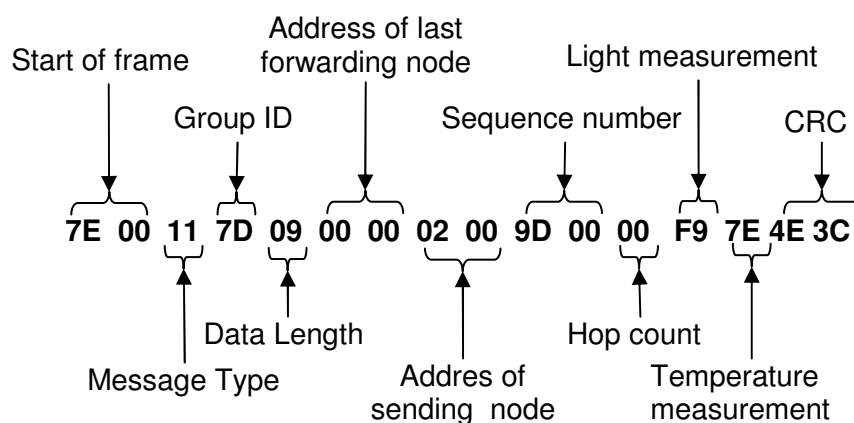 Address of last
forwarding node
Start of frame
Light measurement
Group ID
Sequence number
CRC
7E 00 11 7D 09 00 00 02 00 9D 00 00 F9 7E 4E 3C
Data Length
Hop count
Message Type
Addres of
sending node
Temperature
measurement